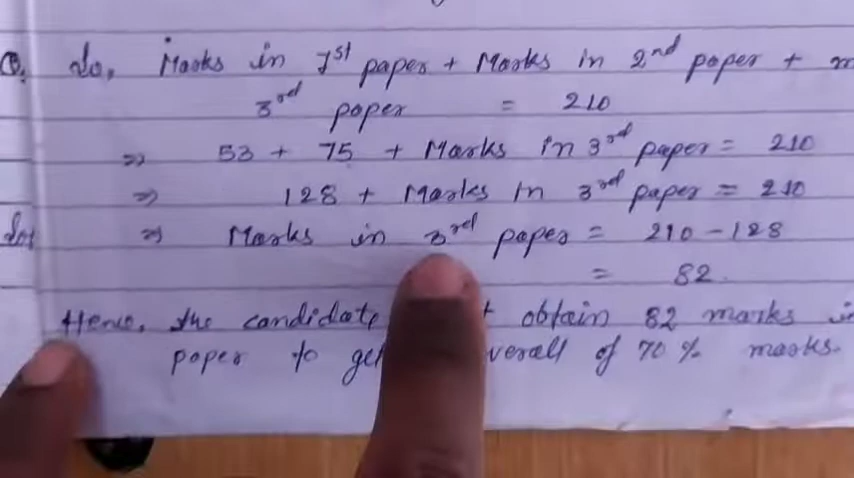 So, Marks in 1st paper + Marks in 2nd paper +
3rd paper = 210
⇒ 53 + 75 + Marks in 3rd paper = 210
⇒ 128 + Marks in 3rd paper = 210
⇒ Marks in 3rd paper = 210 - 128
= 82.
Hence, the candidate obtain 82 marks in
paper to get overall of 70% marks.